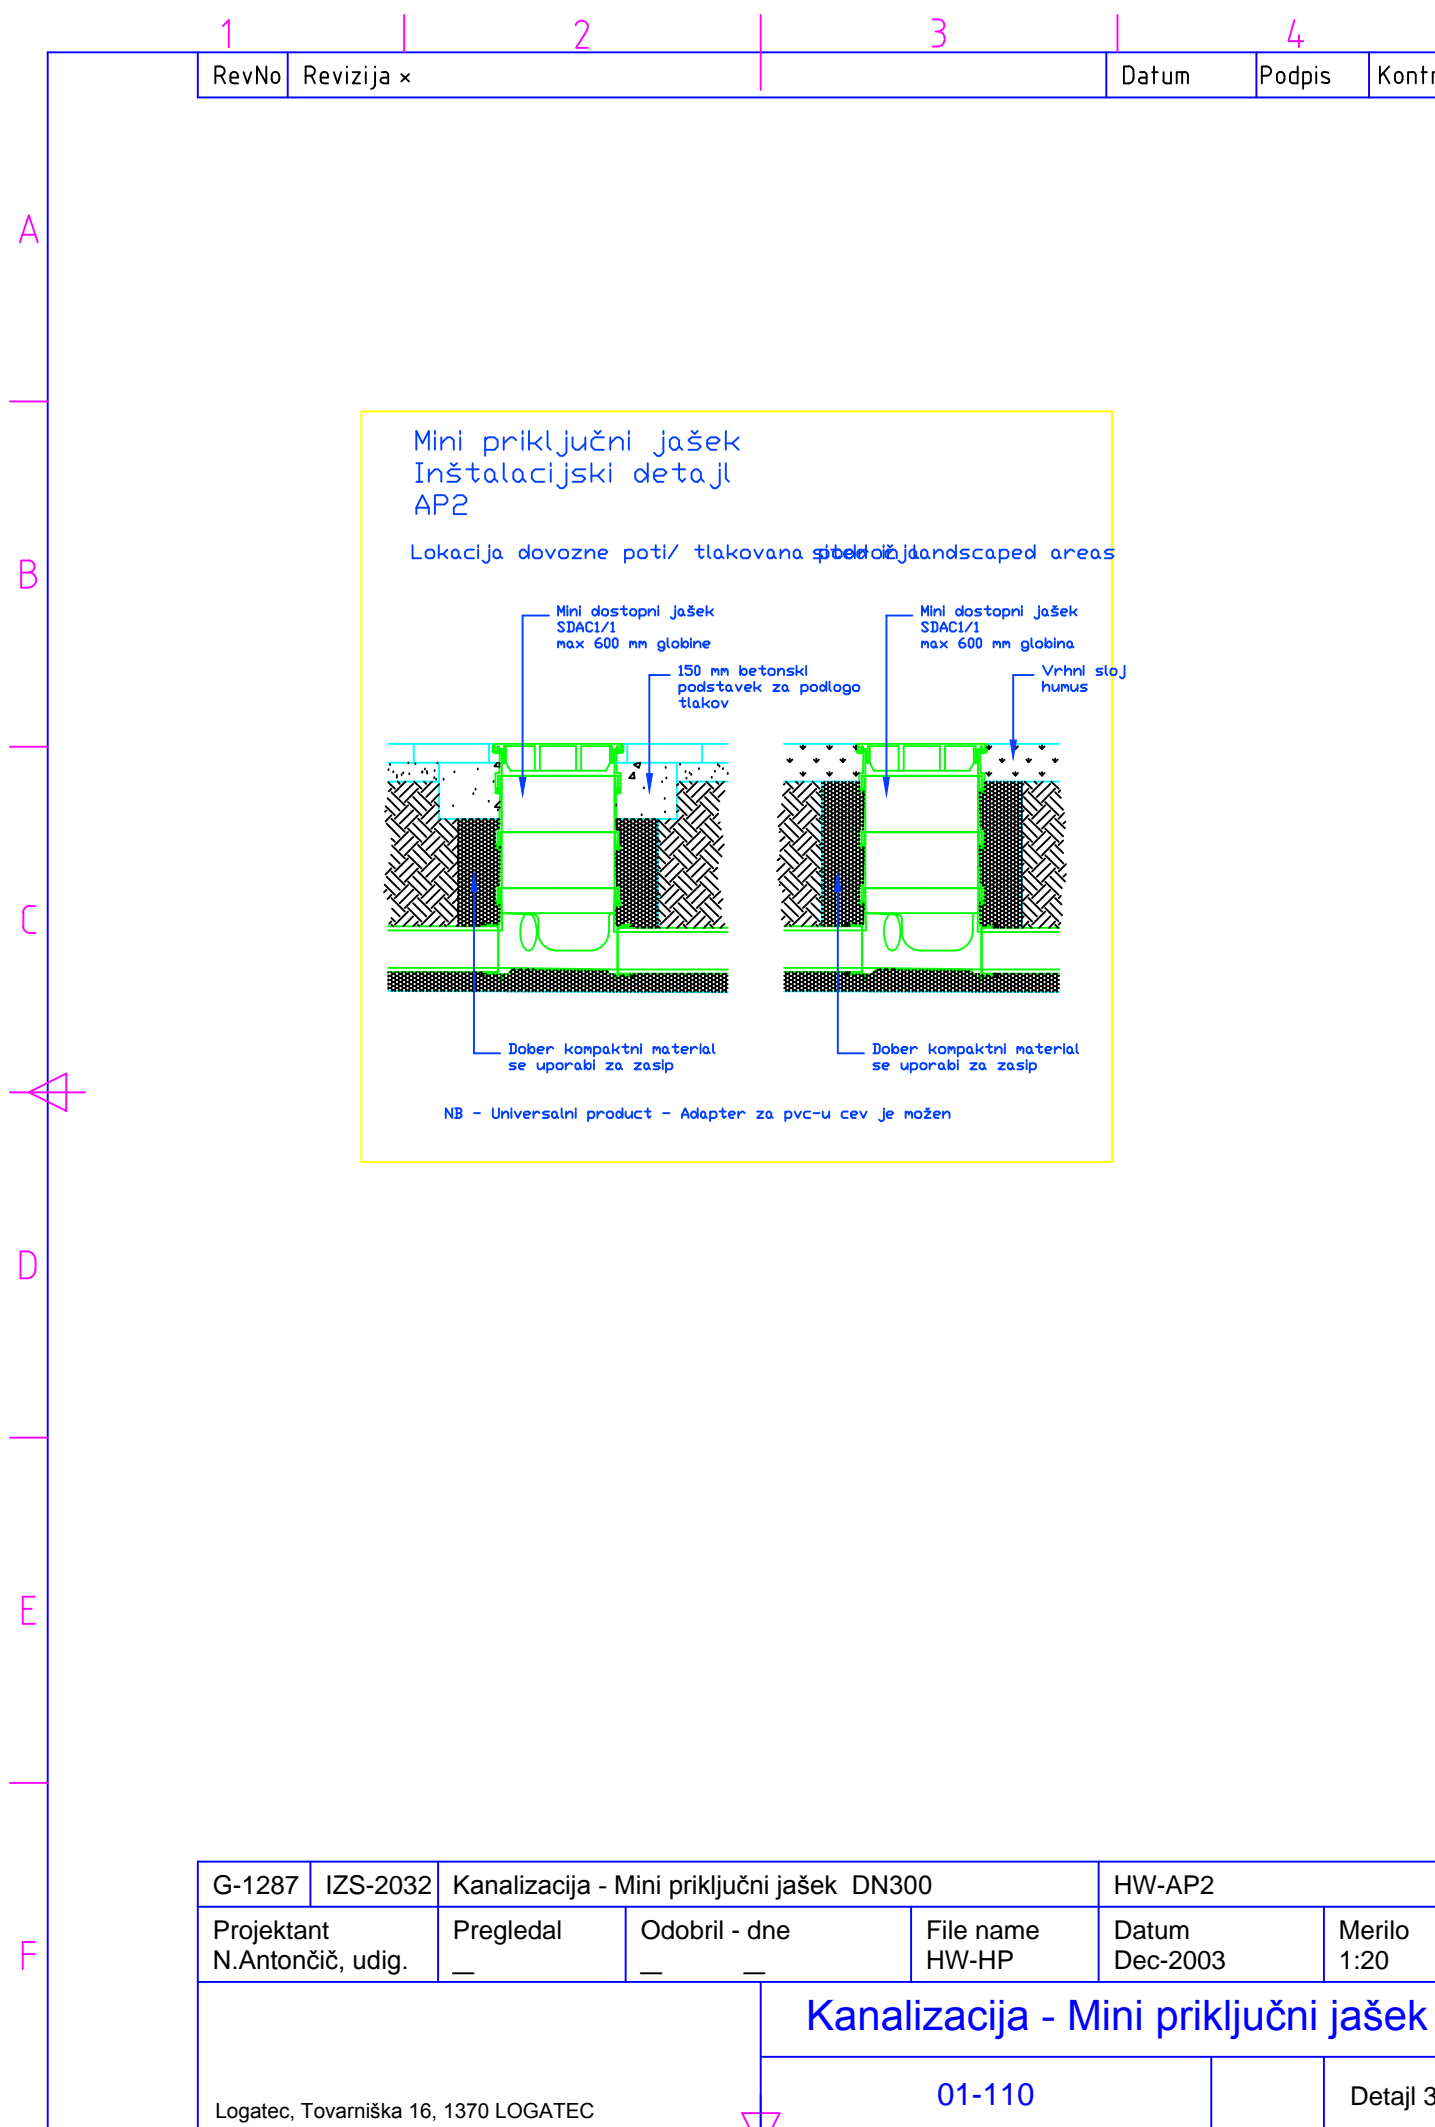 1 2 3 4
RevNo Revizija × Datum Podpis
A
B
C
D
E
F
Mini priključni jašek
Inštalacijski detajl
AP2
Lokacija dovozne poti/ tlakovana landscaped areas
Mini dostopni jašek
SDAC1/1
max 600 mm globine
150 mm betonski
podstavek za podlogo
tlakov
Mini dostopni jašek
SDAC1/1
max 600 mm globina
Vrhni sloj
humus
Dober kompaktni material
se uporabi za zasip
Dober kompaktni material
se uporabi za zasip
NB - Universalni product - Adapter za pvc-u cev je možen
G-1287 IZS-2032 Kanalizacija - Mini priključni jašek DN300 HW-AP2
Projektant Pregledal Odobril - dne File name Datum Merilo
N.Antončič, udig. _ _ _ HW-HP Dec-2003 1:20
Kanalizacija - Mini priključni jašek
01-110 Detajl 3
Logatec, Tovarniška 16, 1370 LOGATEC